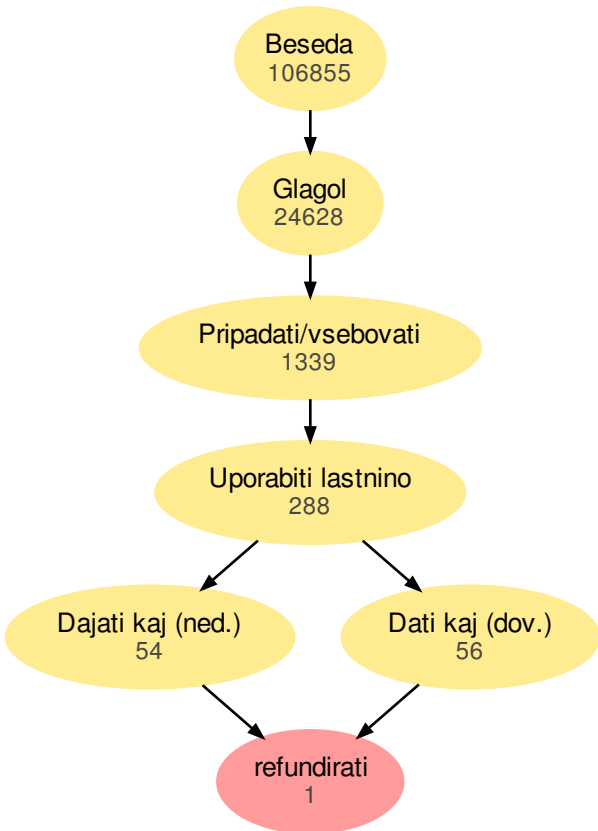 Beseda
106855
Glagol
24628
Pripadati/vsebovati
1339
Uporabiti lastnino
288
Dajati kaj (ned.)
54
Dati kaj (dov.)
56
refundirati
1